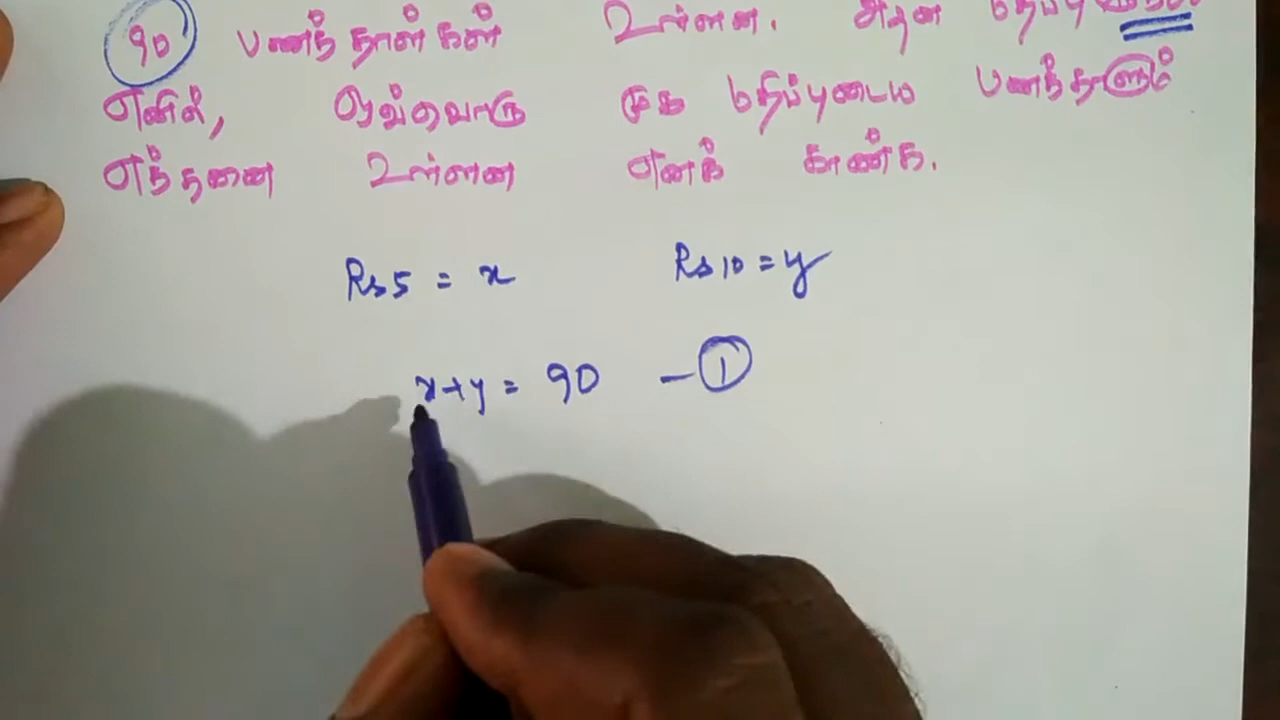 90 பணத்தாள்கள் உள்ளன. அதன மதிப்பு
எனில், ஒவ்வொரு முக மதிப்புடைய பணத்தாளும்
எத்தனை உள்ளன எனக் காண்க.
Rs5 = x Rs10 = y
x+y = 90 - 1